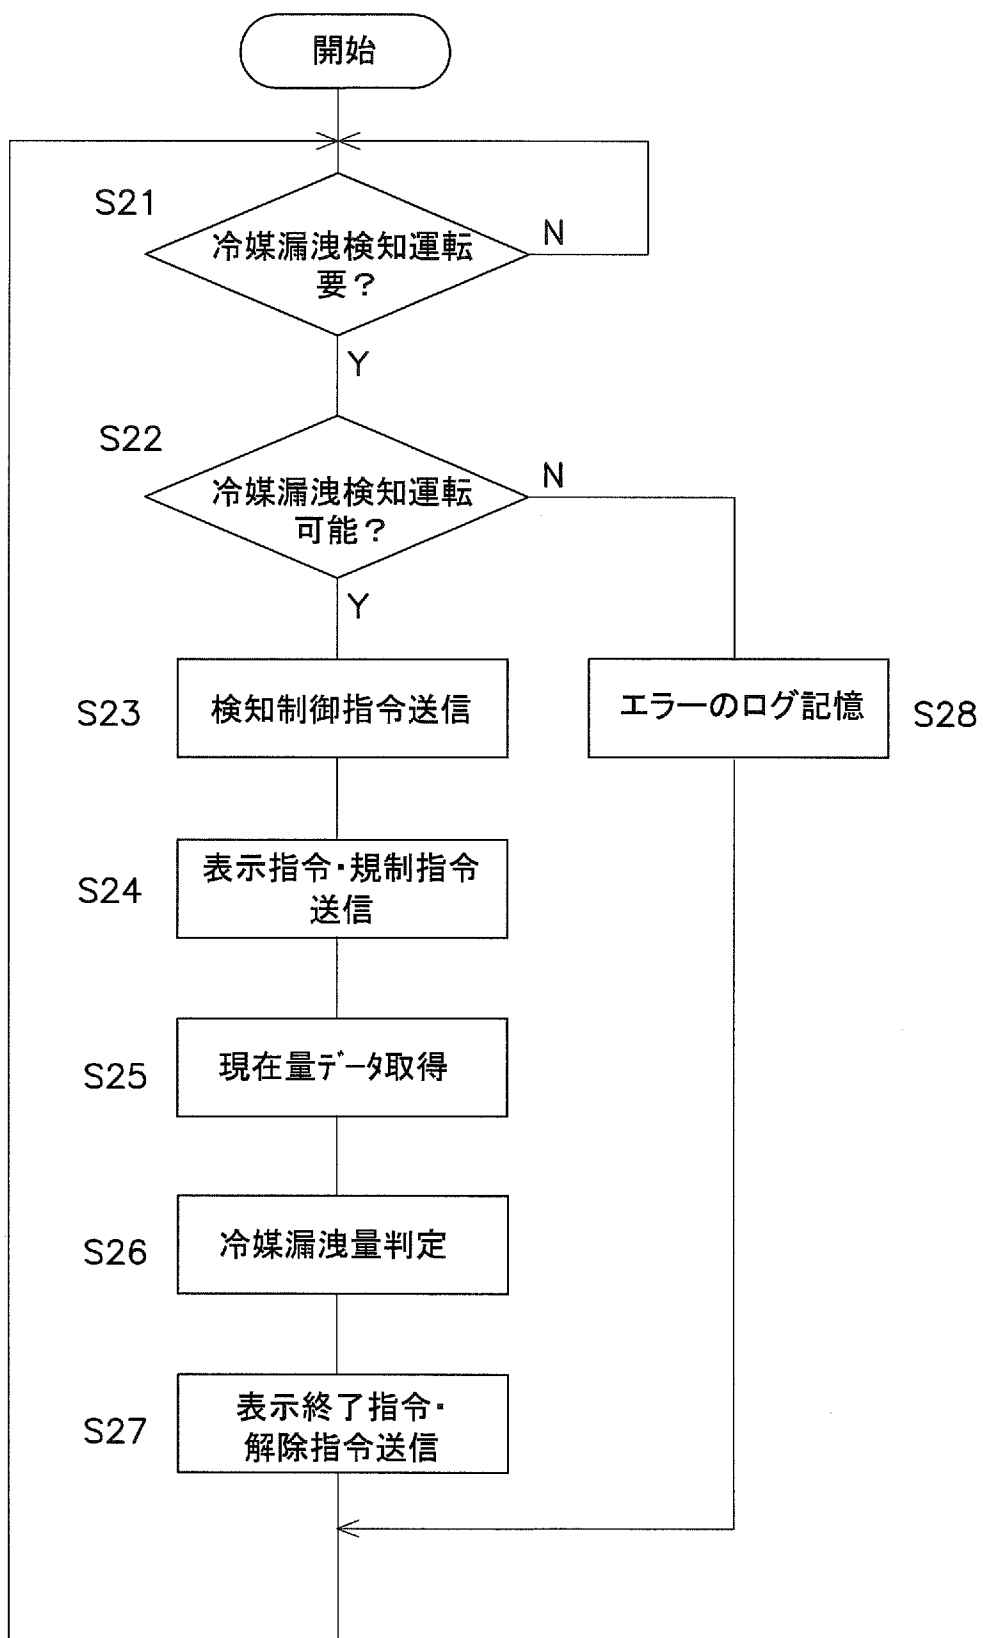 開始
S21
冷媒漏洩検知運転
要？
N
Y
S22
冷媒漏洩検知運転
可能？
N
Y
S23
検知制御指令送信
エラーのログ記憶
S28
S24
表示指令・規制指令
送信
S25
現在量ﾃﾞｰﾀ取得
S26
冷媒漏洩量判定
S27
表示終了指令・
解除指令送信